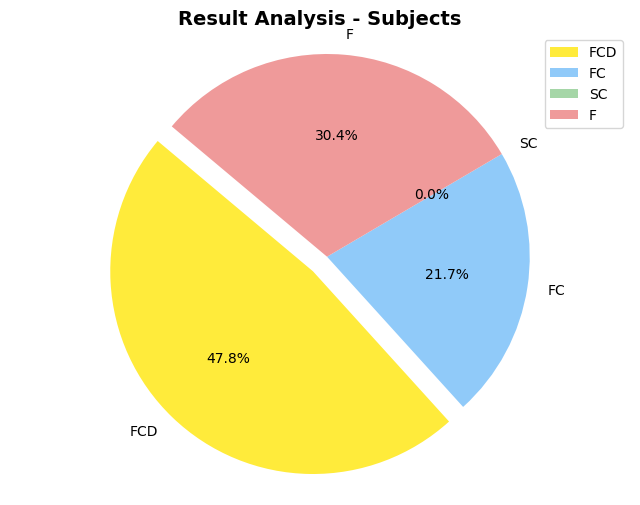 Result Analysis - Subjects
F
FCD
FC
SC
F
SC
30.4%
0.0%
21.7%
FC
47.8%
FCD